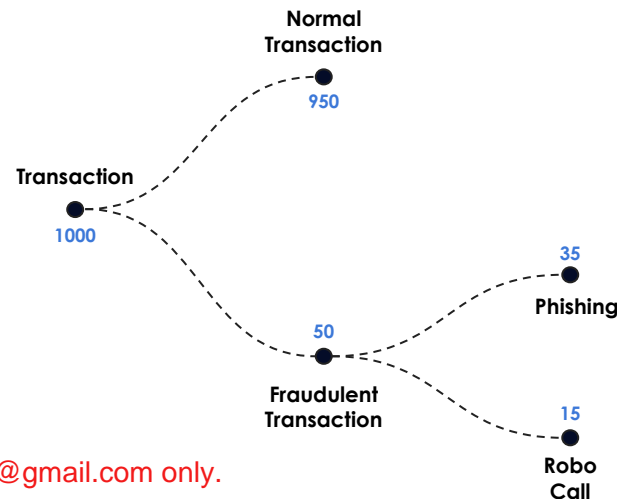 Normal
Transaction
950
Transaction
1000
35
Phishing
50
Fraudulent
Transaction
15
Robo
Call
@gmail.com only.